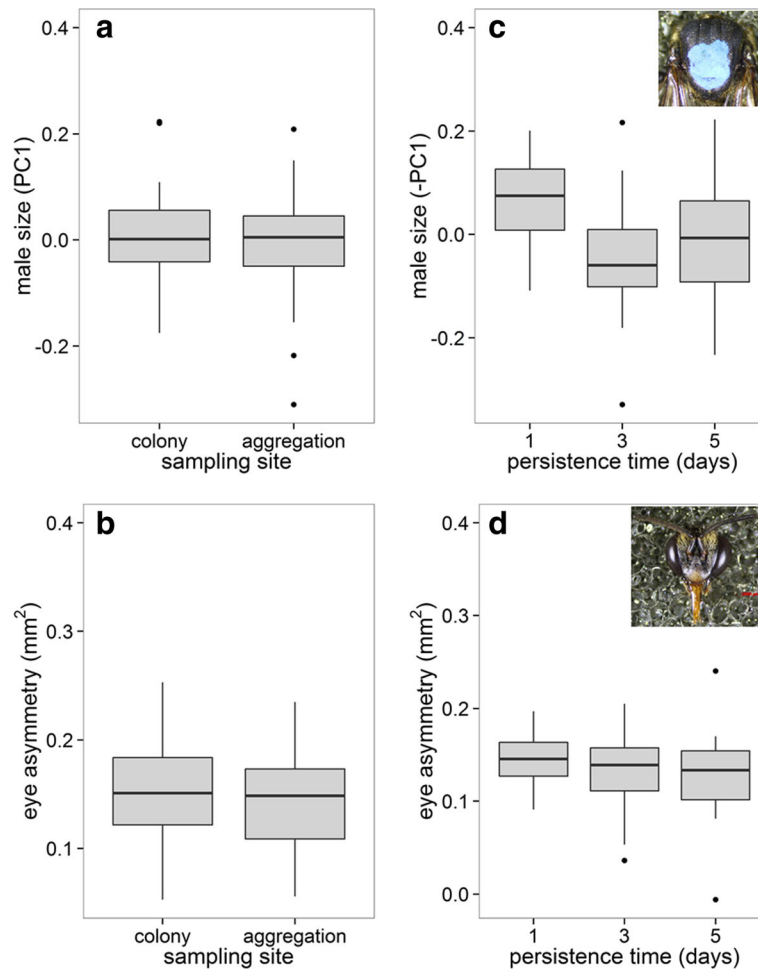 a
0.4
0.2
0.0
-0.2
male size (PC1)
colony
aggregation
sampling site
c
0.4
0.2
0.0
-0.2
male size (-PC1)
1
3
5
persistence time (days)
b
0.4
0.3
0.2
0.1
eye asymmetry (mm²)
colony
aggregation
sampling site
d
0.4
0.3
0.2
0.1
0.0
eye asymmetry (mm²)
1
3
5
persistence time (days)